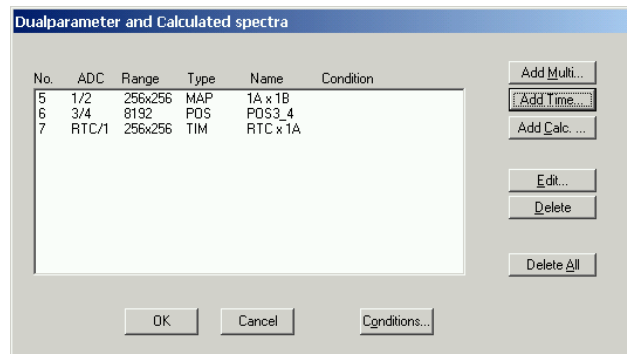 Dualparameter and Calculated spectra
No. ADC Range Type Name Condition
5 1/2 256x256 MAP 1A x 1B
6 3/4 8192 POS POS3_4
7 RTC/1 256x256 TIM RTC x 1A
Add Multi...
Add Time...
Add Calc. ...
Edit...
Delete
Delete All
OK Cancel Conditions...